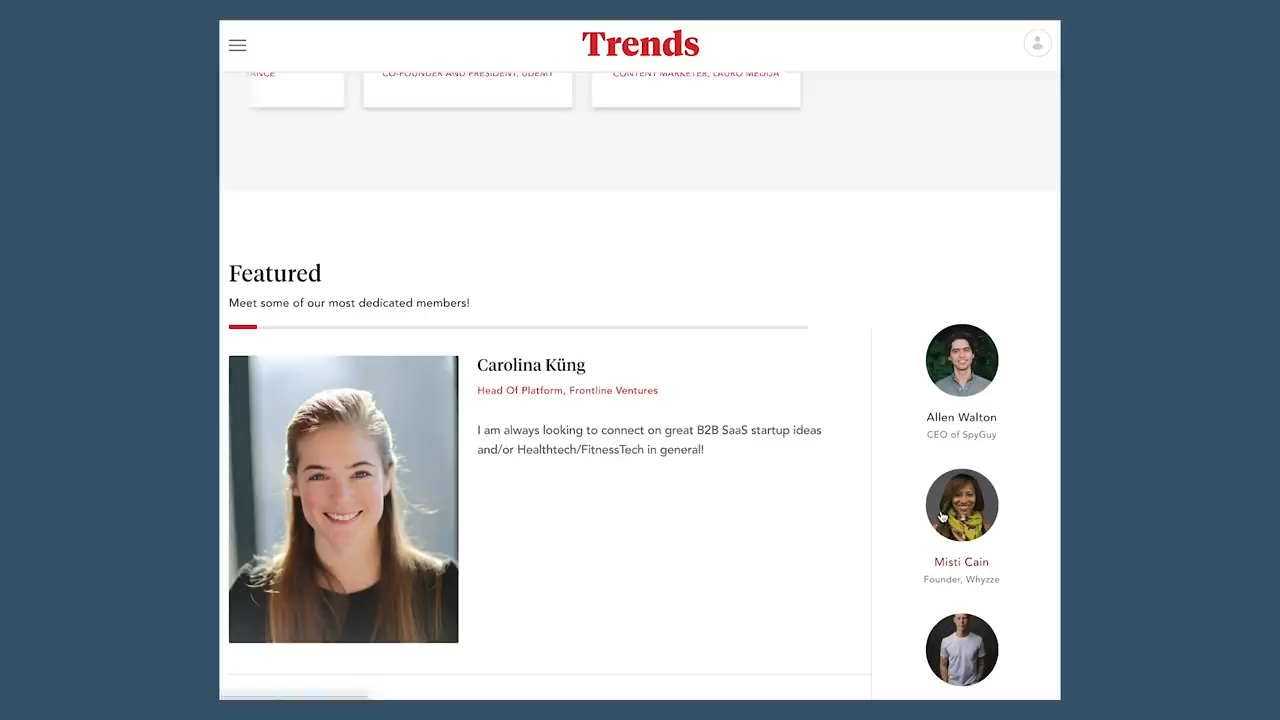 Trends
ANCE
CO-FOUNDER AND PRESIDENT, UDEMY
CONTENT MARKETER, LAURO MEDIJA
Featured
Meet some of our most dedicated members!
Carolina Küng
Head Of Platform, Frontline Ventures
I am always looking to connect on great B2B SaaS startup ideas
and/or Healthtech/FitnessTech in general!
Allen Walton
CEO of SpyGuy
Misti Cain
Founder, Whyzze